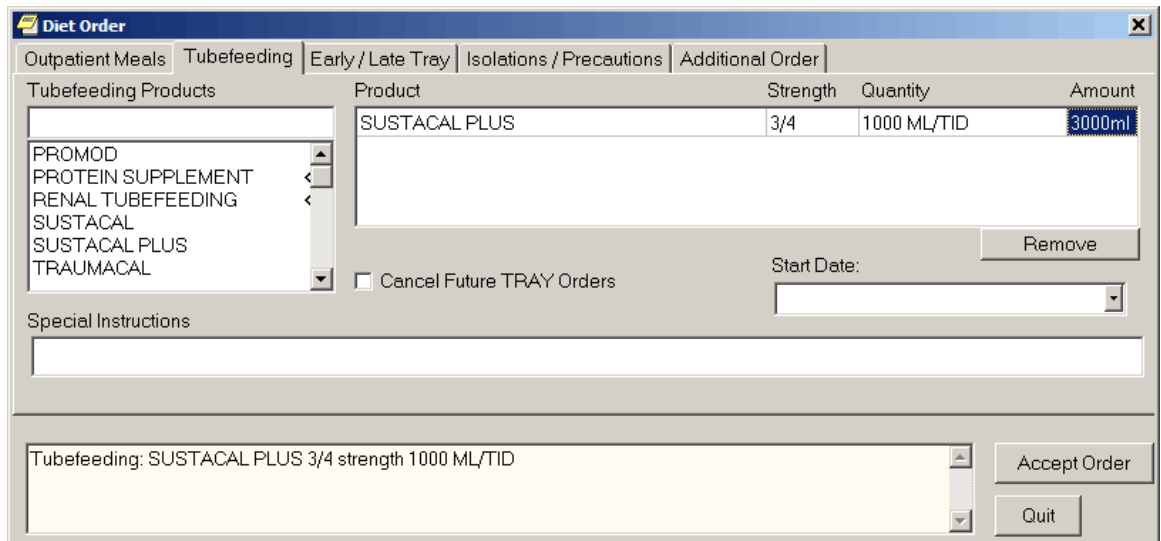 Diet Order
Outpatient Meals Tubefeeding Early / Late Tray Isolations / Precautions Additional Order
Tubefeeding Products
PROMOD
PROTEIN SUPPLEMENT <
RENAL TUBEFEEDING <
SUSTACAL
SUSTACAL PLUS
TRAUMACAL
Product Strength Quantity Amount
SUSTACAL PLUS 3/4 1000 ML/TID 3000ml
Remove
Cancel Future TRAY Orders
Start Date:
Special Instructions
Tubefeeding: SUSTACAL PLUS 3/4 strength 1000 ML/TID
Accept Order
Quit